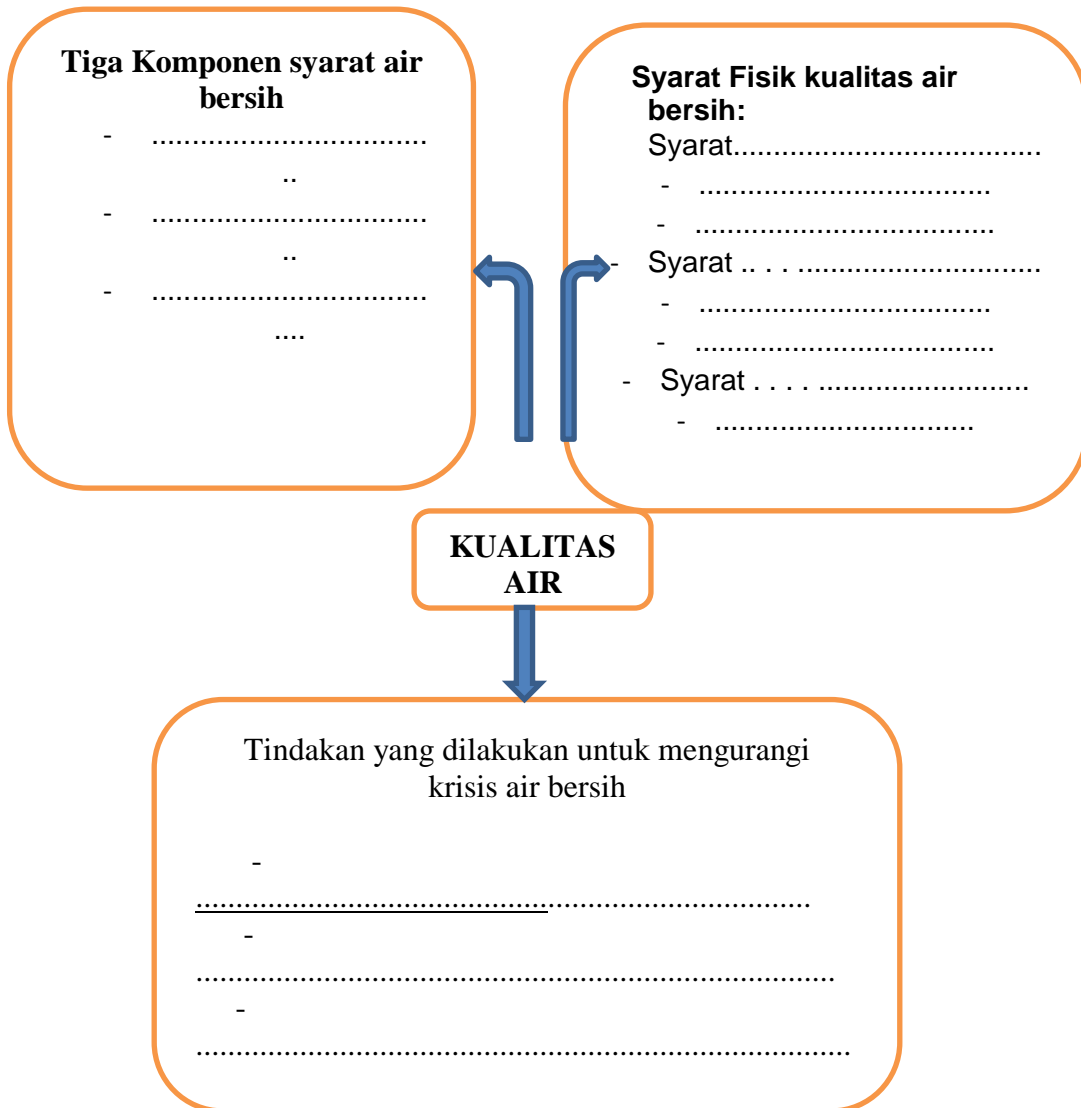 Tiga Komponen syarat air
bersih
- ..................................
..
- ..................................
..
- ..................................
....
Syarat Fisik kualitas air
bersih:
Syarat......................................
- ....................................
- .....................................
- Syarat .. . . ..............................
- ....................................
- .....................................
- Syarat . . . . ..........................
- ................................
KUALITAS
AIR
Tindakan yang dilakukan untuk mengurangi
krisis air bersih
-
.............................................................................
-
................................................................................
-
..................................................................................